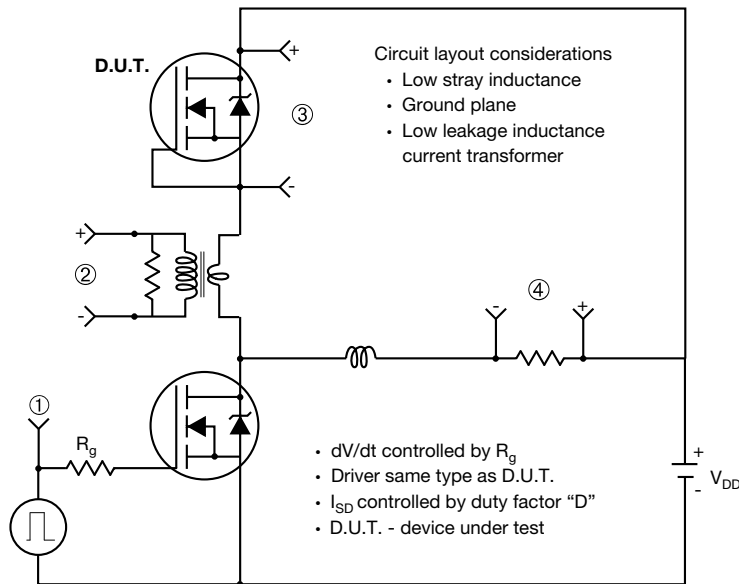 D.U.T.
+
Circuit layout considerations
• Low stray inductance
• Ground plane
• Low leakage inductance
current transformer
③
-
+
②
-
④
- +
①
Rg
• dV/dt controlled by Rg
• Driver same type as D.U.T.
• ISD controlled by duty factor “D”
• D.U.T. - device under test
+
VDD
-